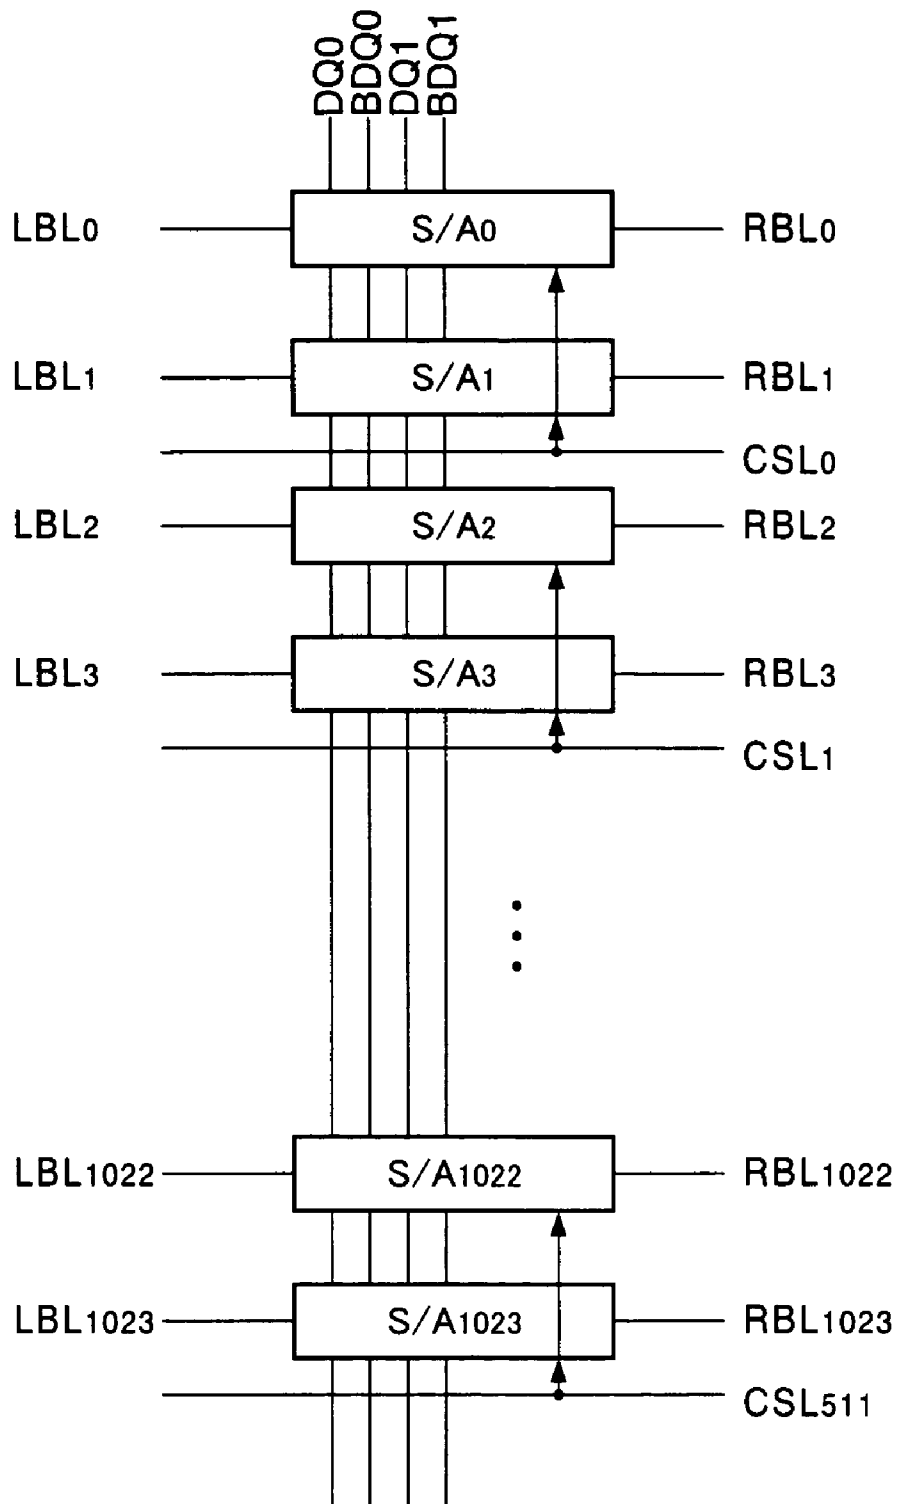 DQ0
BDQ0
DQ1
BDQ1
LBL0 S/A0 RBL0
LBL1 S/A1 RBL1
CSL0
LBL2 S/A2 RBL2
LBL3 S/A3 RBL3
CSL1
LBL1022 S/A1022 RBL1022
LBL1023 S/A1023 RBL1023
CSL511